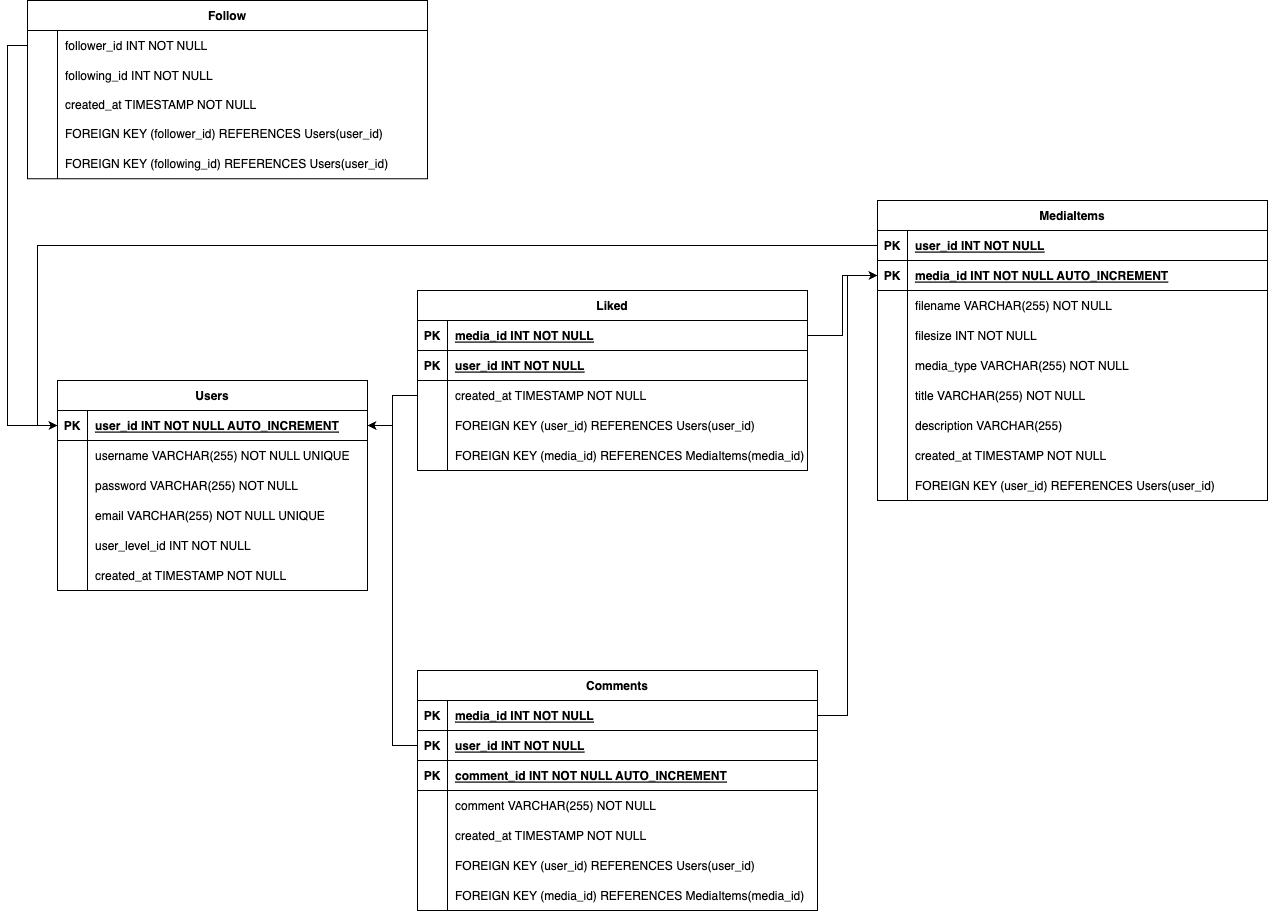 Follow
follower_id INT NOT NULL
following_id INT NOT NULL
created_at TIMESTAMP NOT NULL
FOREIGN KEY (follower_id) REFERENCES Users(user_id)
FOREIGN KEY (following_id) REFERENCES Users(user_id)
MediaItems
PK user_id INT NOT NULL
PK media_id INT NOT NULL AUTO_INCREMENT
filename VARCHAR(255) NOT NULL
filesize INT NOT NULL
media_type VARCHAR(255) NOT NULL
title VARCHAR(255) NOT NULL
description VARCHAR(255)
created_at TIMESTAMP NOT NULL
FOREIGN KEY (user_id) REFERENCES Users(user_id)
Liked
PK media_id INT NOT NULL
PK user_id INT NOT NULL
created_at TIMESTAMP NOT NULL
FOREIGN KEY (user_id) REFERENCES Users(user_id)
FOREIGN KEY (media_id) REFERENCES MediaItems(media_id)
Users
PK user_id INT NOT NULL AUTO_INCREMENT
username VARCHAR(255) NOT NULL UNIQUE
password VARCHAR(255) NOT NULL
email VARCHAR(255) NOT NULL UNIQUE
user_level_id INT NOT NULL
created_at TIMESTAMP NOT NULL
Comments
PK media_id INT NOT NULL
PK user_id INT NOT NULL
PK comment_id INT NOT NULL AUTO_INCREMENT
comment VARCHAR(255) NOT NULL
created_at TIMESTAMP NOT NULL
FOREIGN KEY (user_id) REFERENCES Users(user_id)
FOREIGN KEY (media_id) REFERENCES MediaItems(media_id)